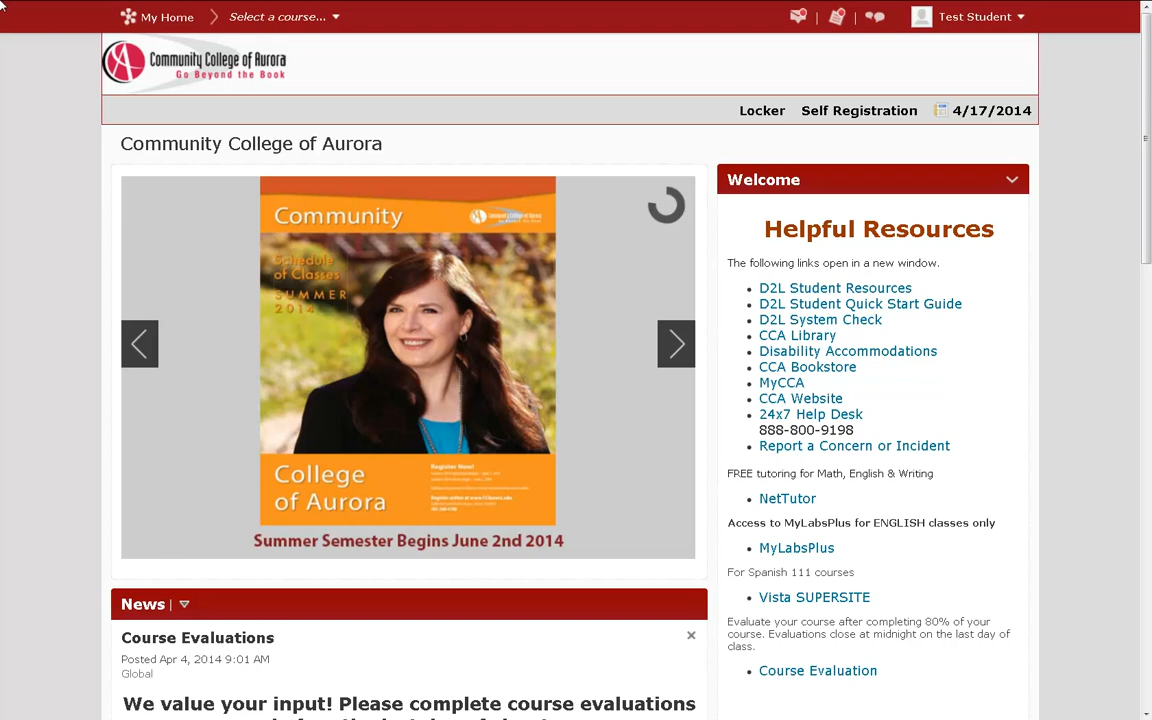 My Home
Select a course...
Test Student
Community College of Aurora
Go Beyond the Book
Locker
Self Registration
4/17/2014
Community College of Aurora
Community
Schedule
of Classes
SUMMER
2014
College
of Aurora
Register Now!
Summer Semester Begins June 2nd 2014
Welcome
Helpful Resources
The following links open in a new window.
D2L Student Resources
D2L Student Quick Start Guide
D2L System Check
CCA Library
Disability Accommodations
CCA Bookstore
MyCCA
CCA Website
24x7 Help Desk
888-800-9198
Report a Concern or Incident
FREE tutoring for Math, English & Writing
NetTutor
Access to MyLabsPlus for ENGLISH classes only
MyLabsPlus
For Spanish 111 courses
Vista SUPERSITE
Evaluate your course after completing 80% of your
course. Evaluations close at midnight on the last day of
class.
Course Evaluation
News
Course Evaluations
Posted Apr 4, 2014 9:01 AM
Global
We value your input! Please complete course evaluations